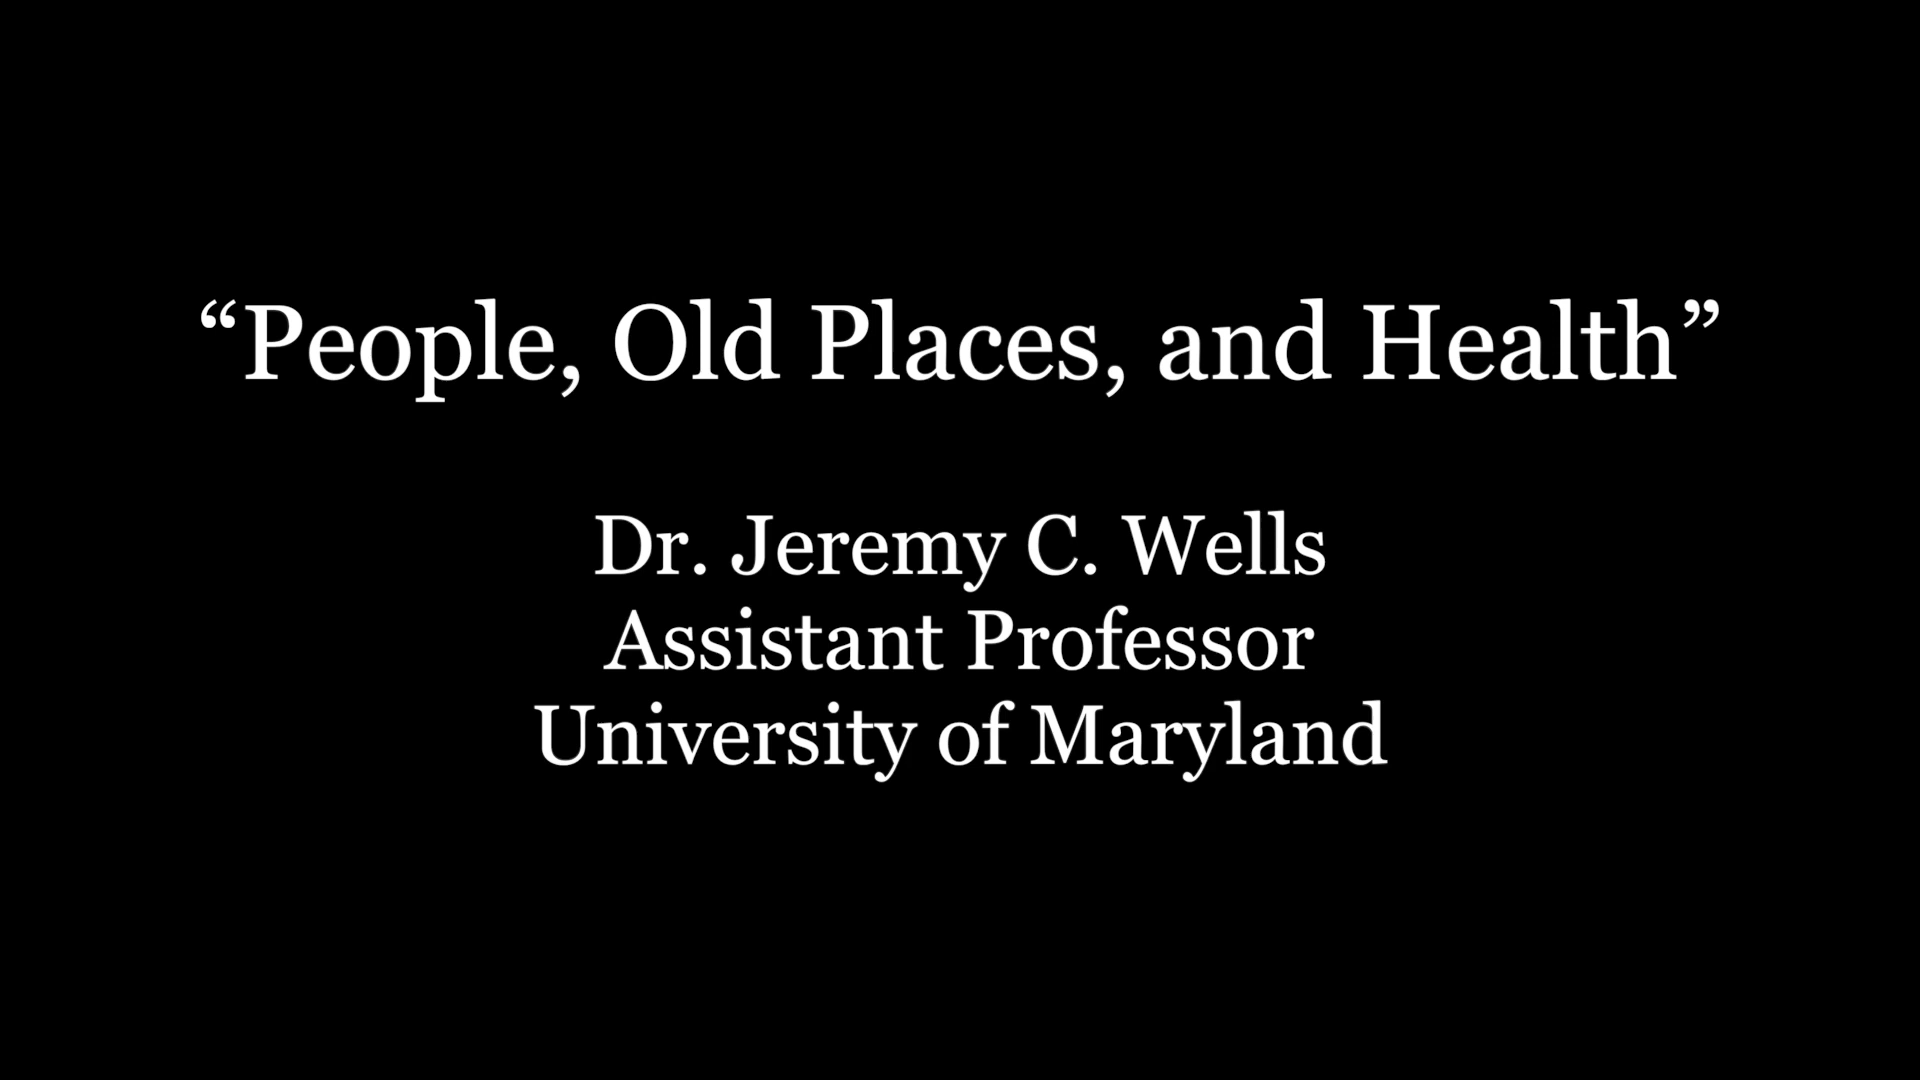 “People, Old Places, and Health”
Dr. Jeremy C. Wells
Assistant Professor
University of Maryland